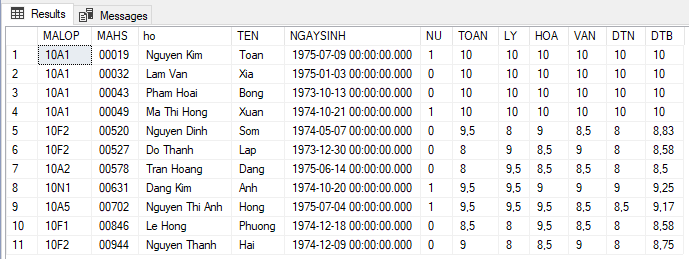 Results Messages
MALOP MAHS ho TEN NGAYSINH NU TOAN LY HOA VAN DTN DTB
1 10A1 00019 Nguyen Kim Toan 1975-07-09 00:00:00.000 1 10 10 10 10 10 10
2 10A1 00032 Lam Van Xia 1975-01-03 00:00:00.000 0 10 10 10 10 10 10
3 10A1 00043 Pham Hoai Bong 1973-10-13 00:00:00.000 0 10 10 10 10 10 10
4 10A1 00049 Ma Thi Hong Xuan 1974-10-21 00:00:00.000 1 10 10 10 10 10 10
5 10F2 00520 Nguyen Dinh Som 1974-05-07 00:00:00.000 0 9,5 8 9 8,5 8 8,83
6 10F2 00527 Do Thanh Lap 1973-12-30 00:00:00.000 0 8 9 8,5 9 8 8,58
7 10A2 00578 Tran Hoang Dang 1975-06-14 00:00:00.000 0 8 9,5 8,5 8,5 8 8,5
8 10N1 00631 Dang Kim Anh 1974-10-20 00:00:00.000 1 9,5 9,5 9 9 9 9,25
9 10A5 00702 Nguyen Thi Anh Hong 1975-07-04 00:00:00.000 1 9,5 9,5 9,5 8,5 8,5 9,17
10 10F1 00846 Le Hong Phuong 1974-12-18 00:00:00.000 0 8,5 8 9 8,5 8 8,58
11 10F2 00944 Nguyen Thanh Hai 1974-12-09 00:00:00.000 0 9 8 8,5 9 8 8,75